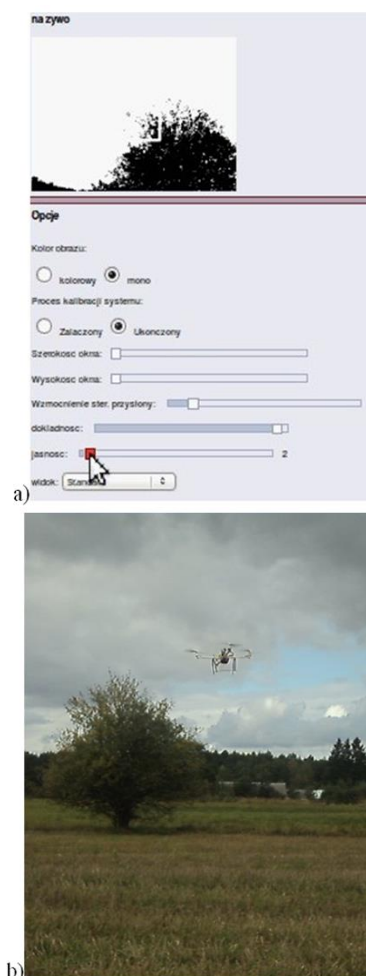 na zywo
Opcje
Kolor obrazu:
kolorowy mono
Proces kalibracji systemu:
Zalaczony Ukonczony
Szerokosc okna:
Wysokosc okna:
Wzmocnienie ster. przyslony:
dokladnosc:
jasnosc: 2
widok:
a)
b)